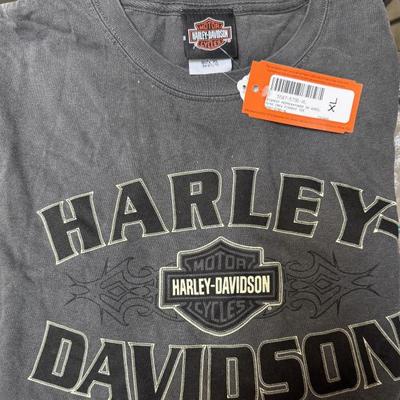 MOTOR
HARLEY-DAVIDSON
CYCLES
XL
HARLEY-
MOTOR
HARLEY-DAVIDSON
CYCLES
DAVIDSON